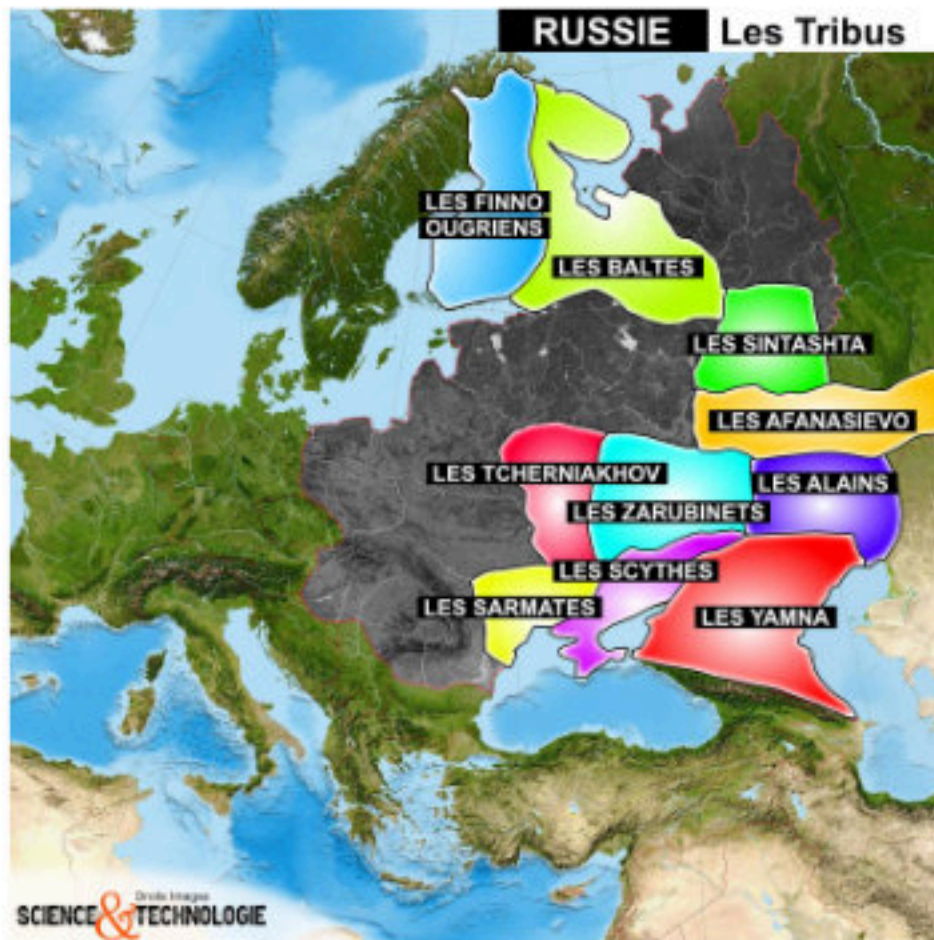 RUSSIE Les Tribus
LES FINNO
OUGRIENS
LES BALTES
LES SINTASHTA
LES AFANASIEVO
LES TCHERNIAKHOV
LES ALAINS
LES ZARUBINETS
LES SCYTHES
LES SARMATES
LES YAMNA
Droits Images
SCIENCE&TECHNOLOGIE